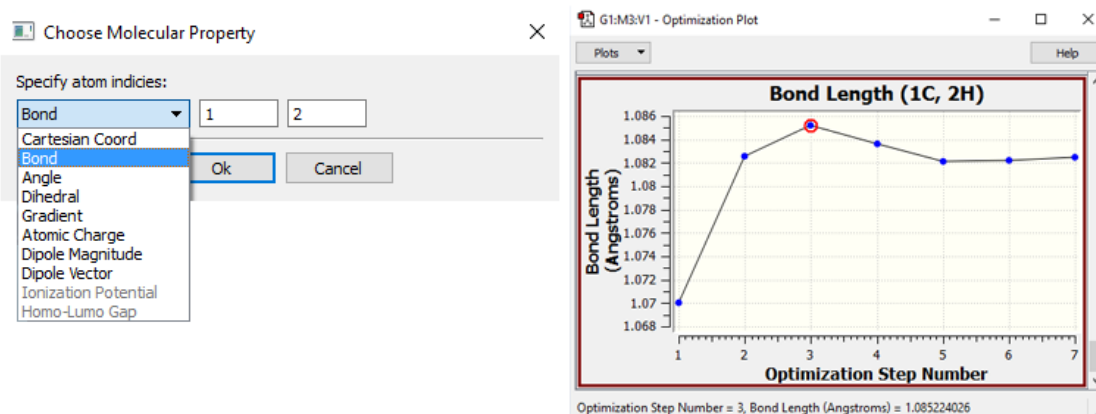 Choose Molecular Property
Specify atom indicies:
Bond 1 2
Cartesian Coord
Bond
Angle
Dihedral
Gradient
Atomic Charge
Dipole Magnitude
Dipole Vector
Ionization Potential
Homo-Lumo Gap
Ok Cancel
G1:M3:V1 - Optimization Plot
Plots Help
Bond Length (1C, 2H)
Bond Length
(Angstroms)
1.086
1.084
1.082
1.08
1.078
1.076
1.074
1.072
1.07
1.068
1 2 3 4 5 6 7
Optimization Step Number
Optimization Step Number = 3, Bond Length (Angstroms) = 1.085224026